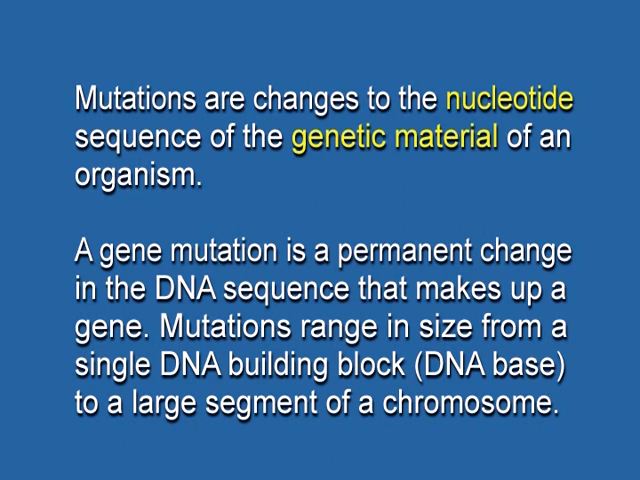 Mutations are changes to the nucleotide
sequence of the genetic material of an
organism.
A gene mutation is a permanent change
in the DNA sequence that makes up a
gene. Mutations range in size from a
single DNA building block (DNA base)
to a large segment of a chromosome.